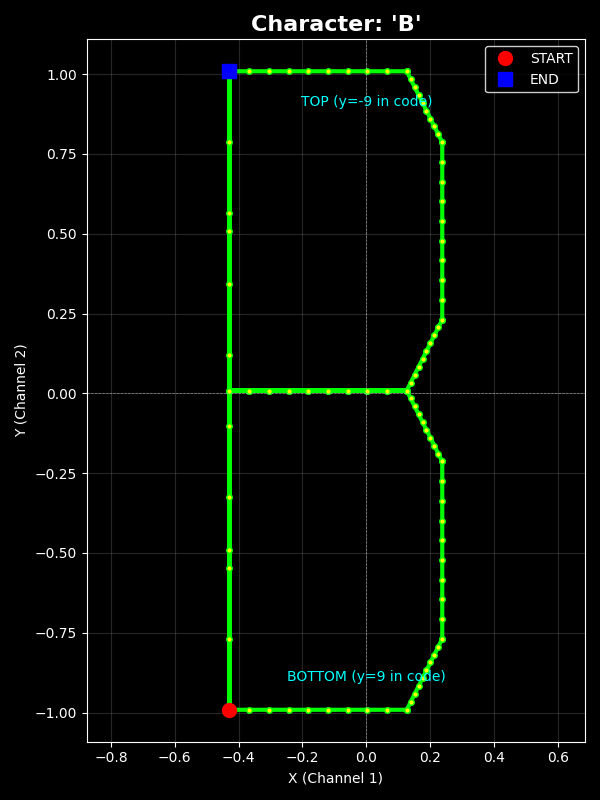 Character: 'B'
START
END
TOP (y=-9 in code)
BOTTOM (y=9 in code)
1.00
0.75
0.50
0.25
0.00
−0.25
−0.50
−0.75
−1.00
Y (Channel 2)
−0.8 −0.6 −0.4 −0.2 0.0 0.2 0.4 0.6
X (Channel 1)